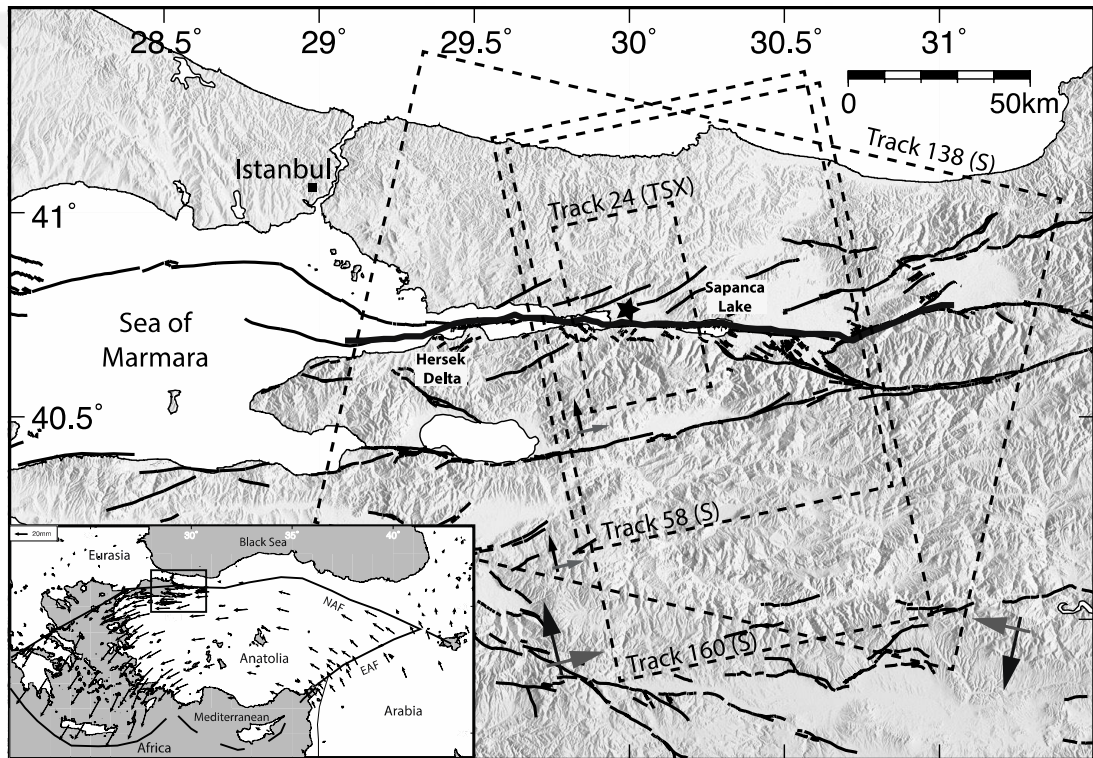 28.5°
29°
29.5°
30°
30.5°
31°
0
50km
Track 138 (S)
Istanbul
Track 24 (TSX)
41°
Sapanca
Lake
Sea of
Marmara
Hersek
Delta
40.5°
Track 58 (S)
Track 160 (S)
20mm
30°
35°
40°
Eurasia
Black Sea
NAF
Anatolia
EAF
Mediterranean
Arabia
Africa